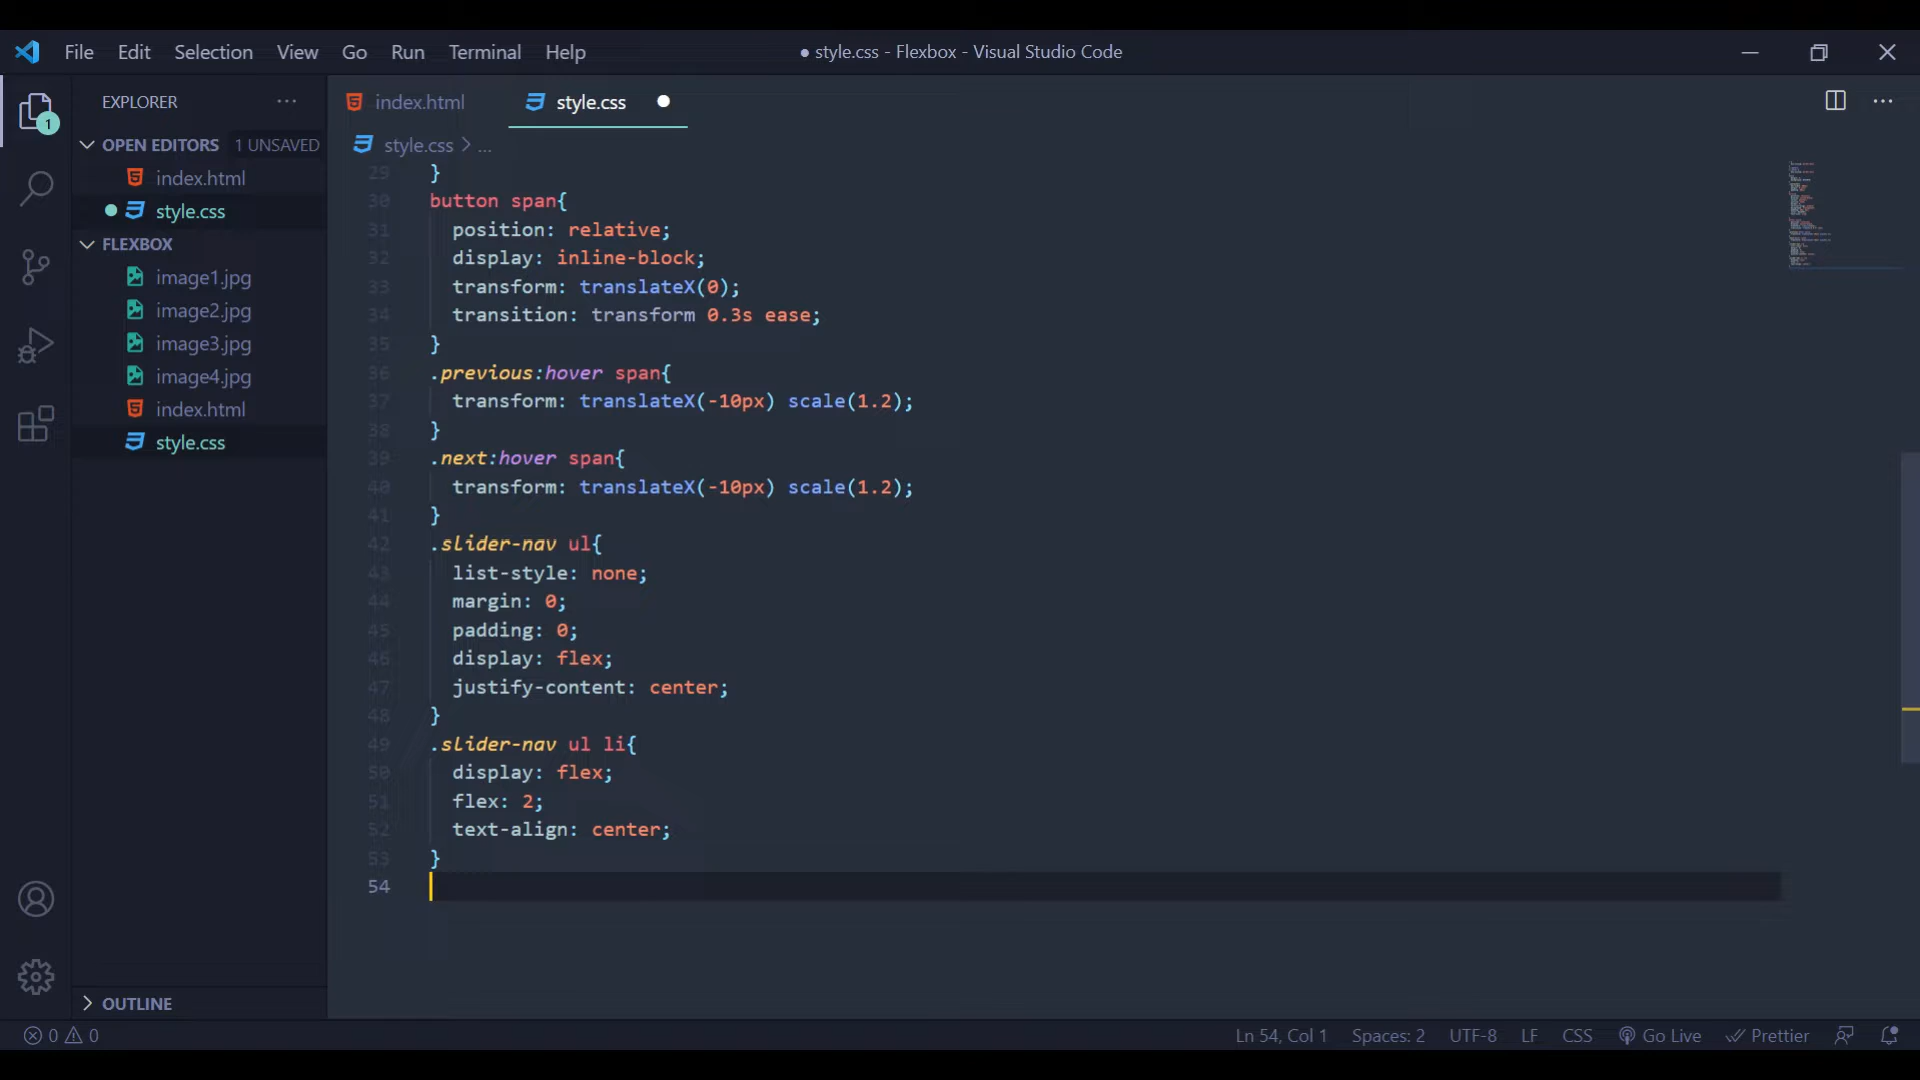 File Edit Selection View Go Run Terminal Help
● style.css - Flexbox - Visual Studio Code
EXPLORER ...
OPEN EDITORS 1 UNSAVED
index.html
style.css
FLEXBOX
image1.jpg
image2.jpg
image3.jpg
image4.jpg
index.html
style.css
OUTLINE
1
index.html style.css ●
style.css > ...
29 }
30 button span{
31 position: relative;
32 display: inline-block;
33 transform: translateX(0);
34 transition: transform 0.3s ease;
35 }
36 .previous:hover span{
37 transform: translateX(-10px) scale(1.2);
38 }
39 .next:hover span{
40 transform: translateX(-10px) scale(1.2);
41 }
42 .slider-nav ul{
43 list-style: none;
44 margin: 0;
45 padding: 0;
46 display: flex;
47 justify-content: center;
48 }
49 .slider-nav ul li{
50 display: flex;
51 flex: 2;
52 text-align: center;
53 }
54
0 0
Ln 54, Col 1 Spaces: 2 UTF-8 LF CSS Go Live Prettier